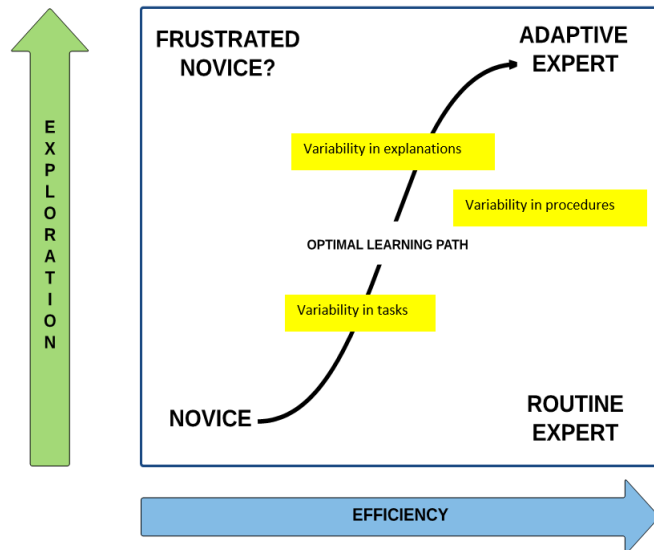 FRUSTRATED
NOVICE?
ADAPTIVE
EXPERT
EXPLORATION
Variability in explanations
Variability in procedures
OPTIMAL LEARNING PATH
Variability in tasks
NOVICE
ROUTINE
EXPERT
EFFICIENCY